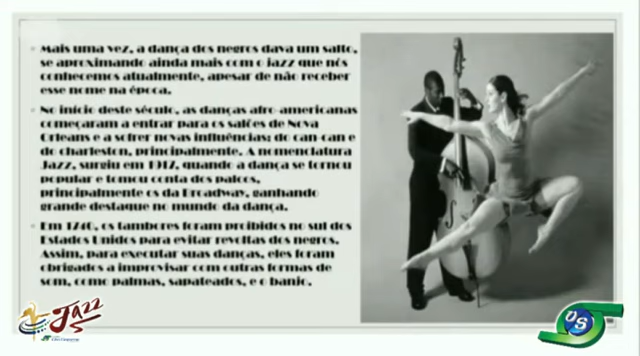 Mais uma vez, a dança dos negros dava um salto,
se aproximando ainda mais com o jazz que nós
conhecemos atualmente, apesar de não receber
esse nome na época.
No início deste século, as danças afro-americanas
começaram a entrar para os salões de Nova
Orleans e a sofrer novas influências: do can-can e
do charleston, principalmente. A nomenclatura
Jazz, surgiu em 1917, quando a dança se tornou
popular e tomou conta dos palcos,
principalmente os da Broadway, ganhando
grande destaque no mundo da dança.
Em 1740, os tambores foram proibidos no sul dos
Estados Unidos para evitar revoltas dos negros.
Assim, para executar suas danças, eles foram
obrigados a improvisar com outras formas de
som, como palmas, sapateados, e o banjo.
JAZZ